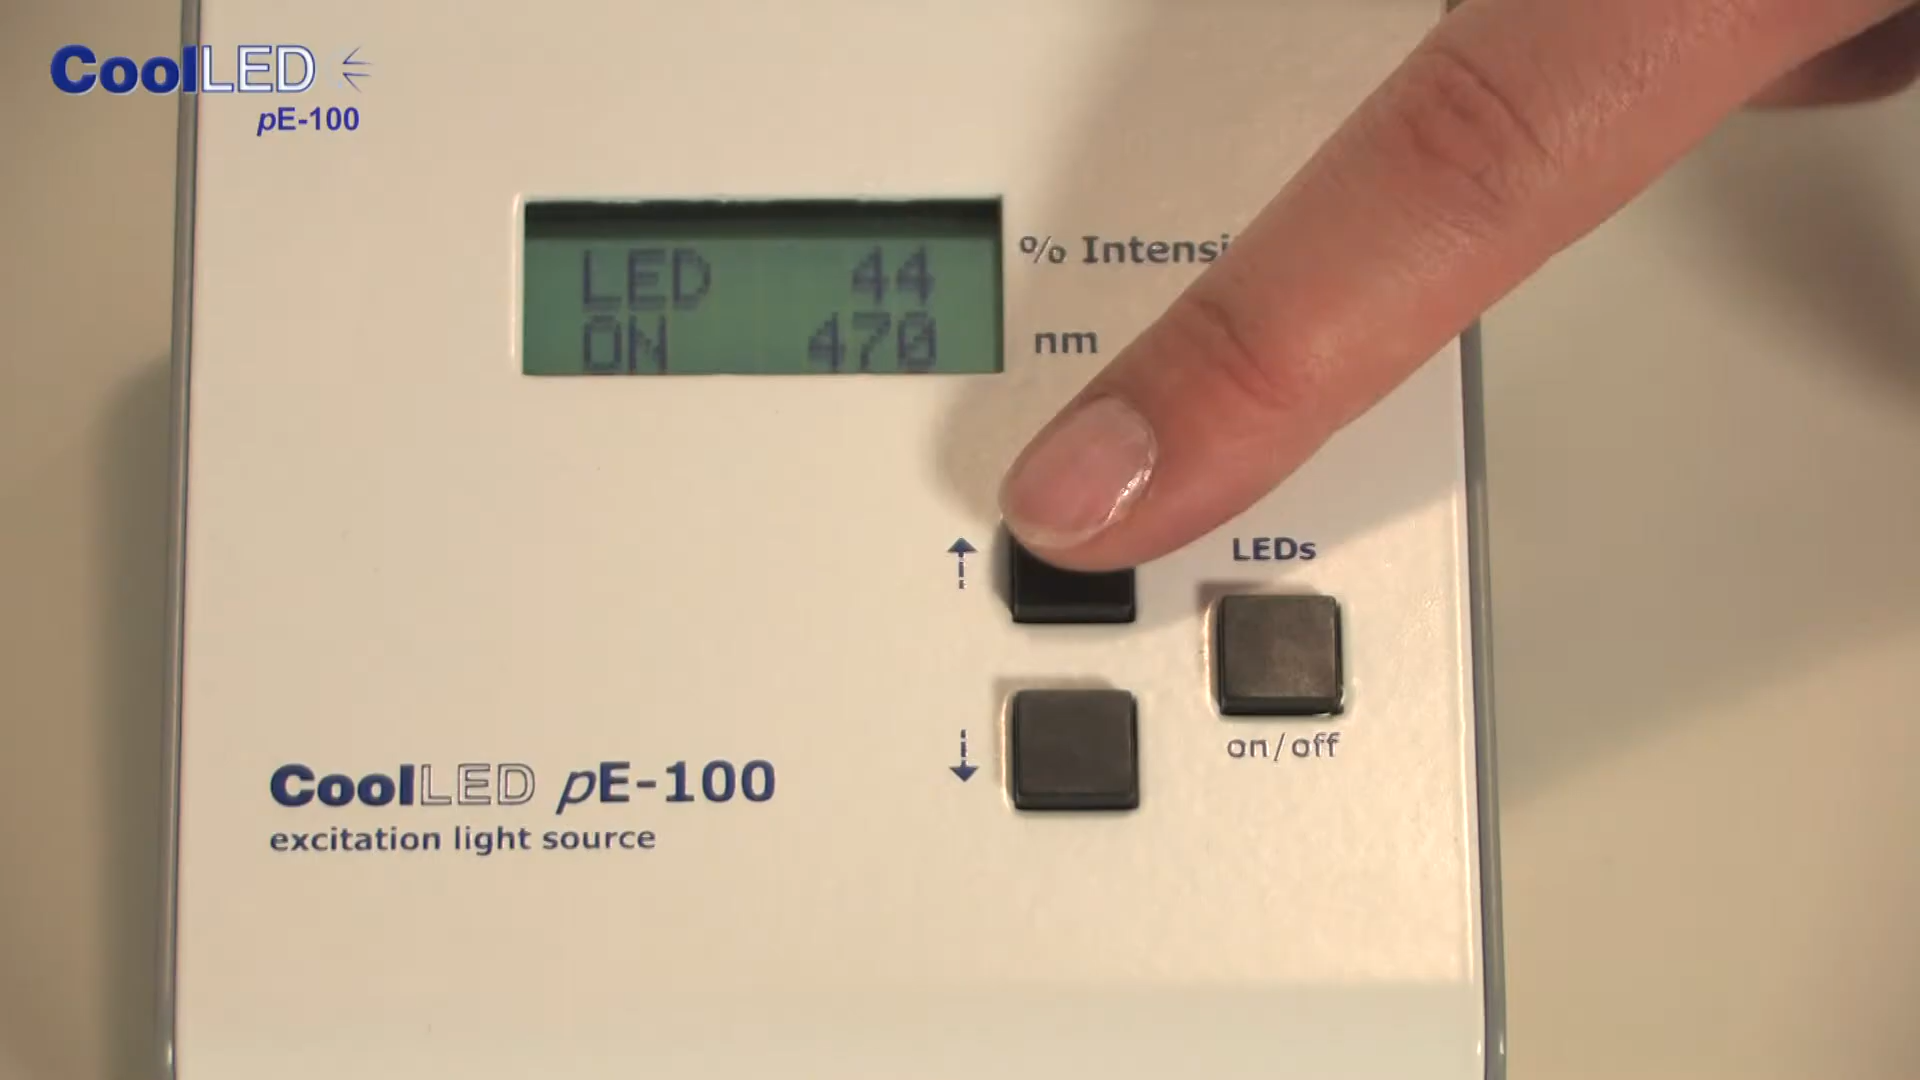 CoolLED
pE-100
LED 44
ON 470
% Intensi
nm
LEDs
on/off
CoolLED pE-100
excitation light source